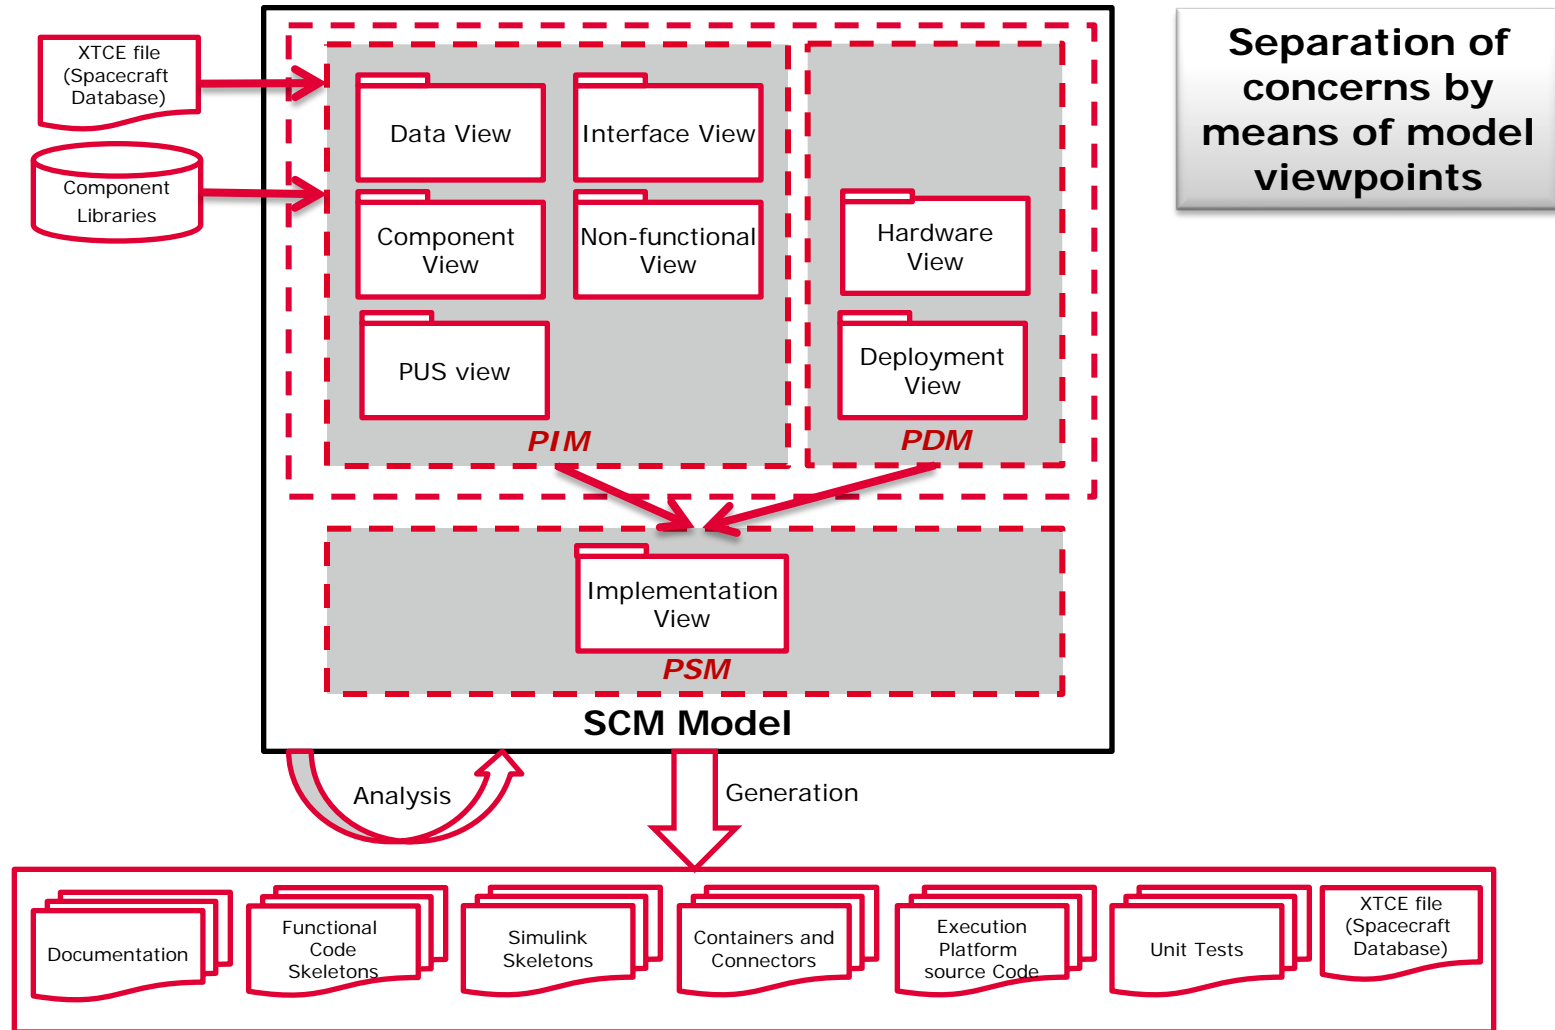 XTCE file
(Spacecraft
Database)
Component
Libraries
Data View
Interface View
Component
View
Non-functional
View
PUS view
PIM
Hardware
View
Deployment
View
PDM
Implementation
View
PSM
SCM Model
Separation of
concerns by
means of model
viewpoints
Analysis
Generation
Documentation
Functional
Code
Skeletons
Simulink
Skeletons
Containers and
Connectors
Execution
Platform
source Code
Unit Tests
XTCE file
(Spacecraft
Database)